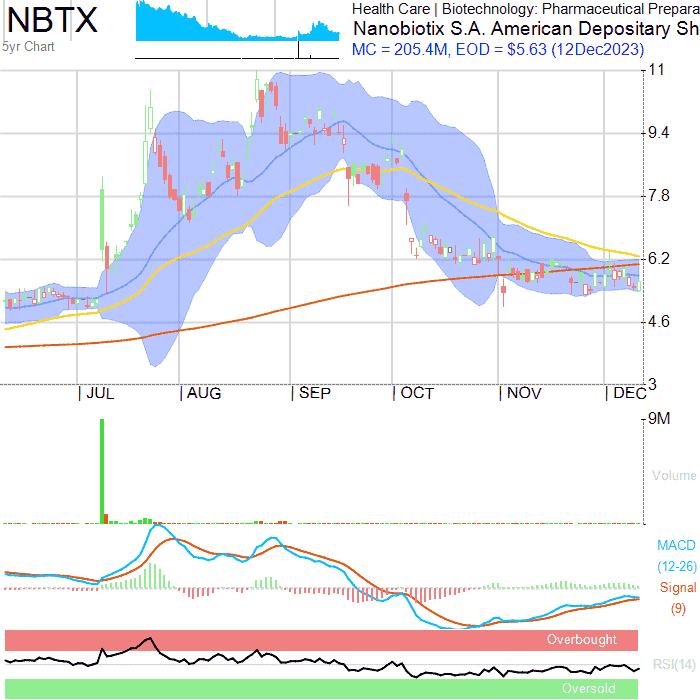 NBTX
5yr Chart
Health Care | Biotechnology: Pharmaceutical Prepara
Nanobiotix S.A. American Depositary Sh
MC = 205.4M, EOD = $5.63 (12Dec2023)
11
9.4
7.8
6.2
4.6
3
| JUL | AUG | SEP | OCT | NOV | DEC
9M
Volume
MACD
(12-26)
Signal
(9)
Overbought
RSI(14)
Oversold